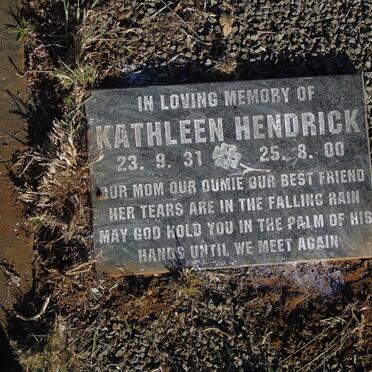 IN LOVING MEMORY OF
KATHLEEN HENDRICK
23. 9. 31 25. 8. 00
OUR MOM OUR OUMIE OUR BEST FRIEND
HER TEARS ARE IN THE FALLING RAIN
MAY GOD HOLD YOU IN THE PALM OF HIS
HANDS UNTIL WE MEET AGAIN